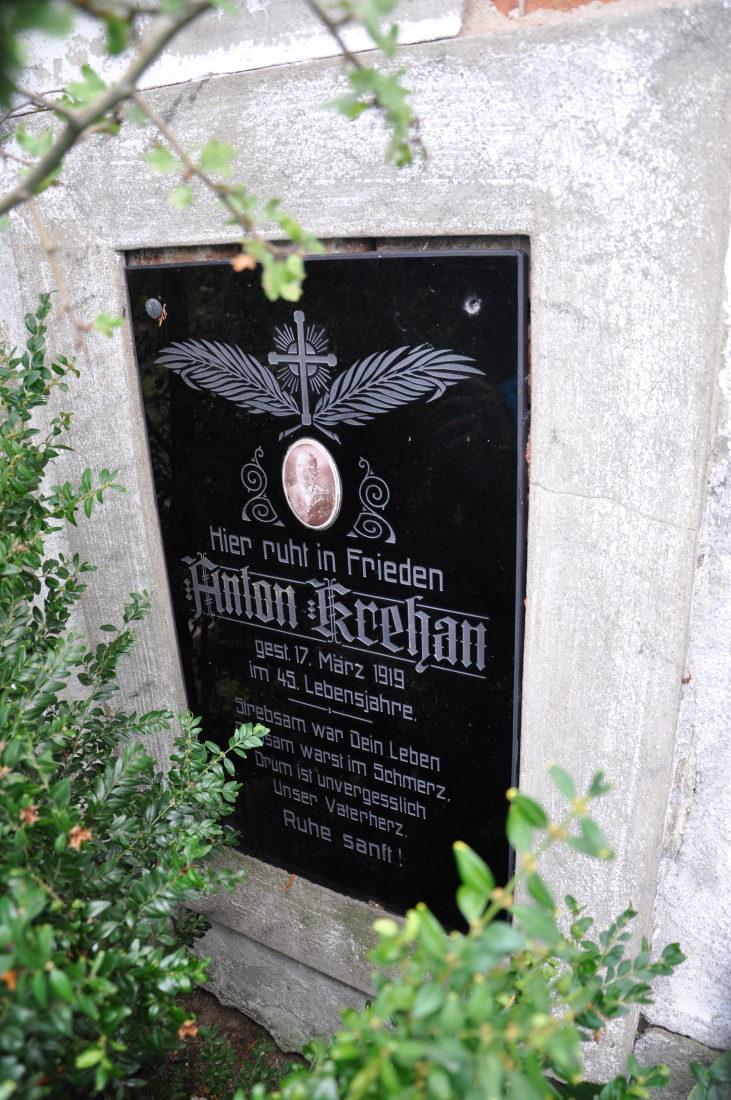 Hier ruht in Frieden
Anton Krehan
gest. 17. März 1919
im 45. Lebensjahre.
Strebsam war Dein Leben
warst im Schmerz,
Drum ist unvergesslich
Unser Vaterherz.
Ruhe sanft!